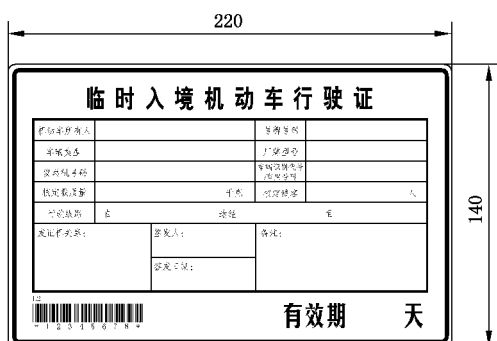 220
临时入境机动车行驶证
机动车所有人 号牌号码
车辆类型 厂牌型号
发动机号码 车辆识别代号
核定载质量 千克 核定载客 人
行驶线路 自 途经 至
发证机关章： 签发人： 备注：
签发日期：
*12345678*
有效期 天
140